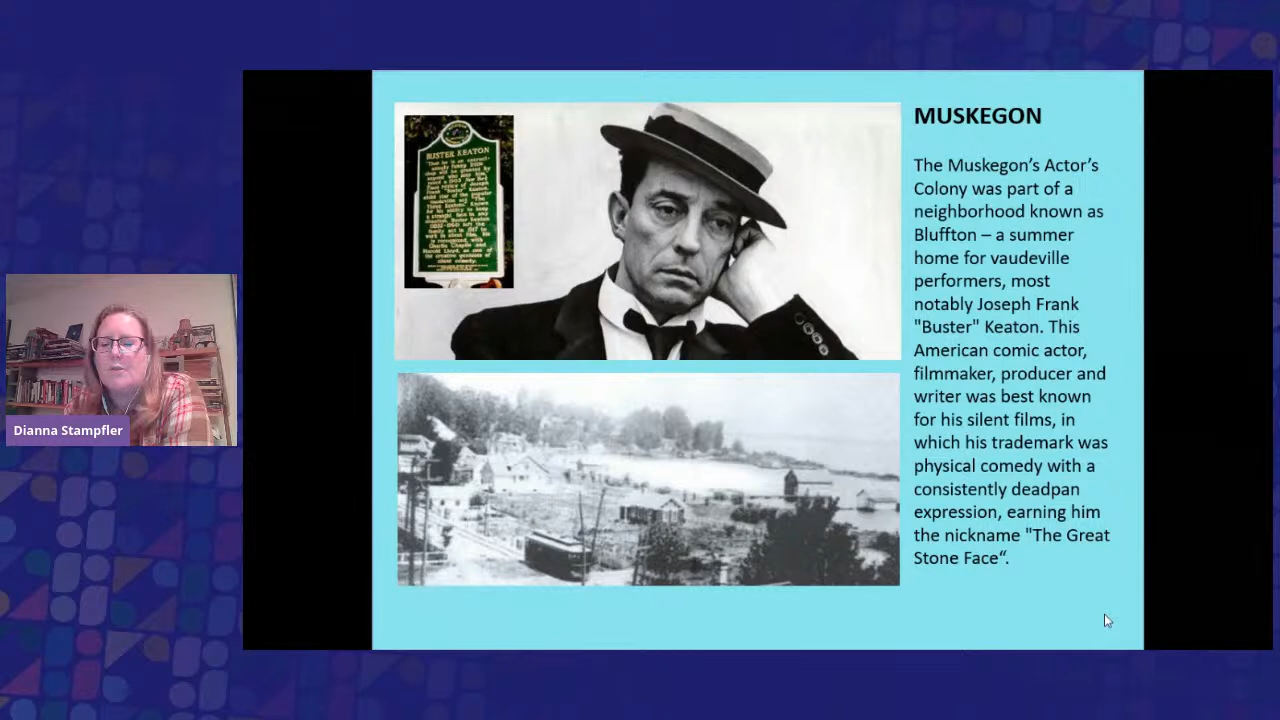 MUSKEGON
The Muskegon’s Actor’s
Colony was part of a
neighborhood known as
Bluffton – a summer
home for vaudeville
performers, most
notably Joseph Frank
"Buster" Keaton. This
American comic actor,
filmmaker, producer and
writer was best known
for his silent films, in
which his trademark was
physical comedy with a
consistently deadpan
expression, earning him
the nickname "The Great
Stone Face“.
BUSTER KEATON
Dianna Stampfler